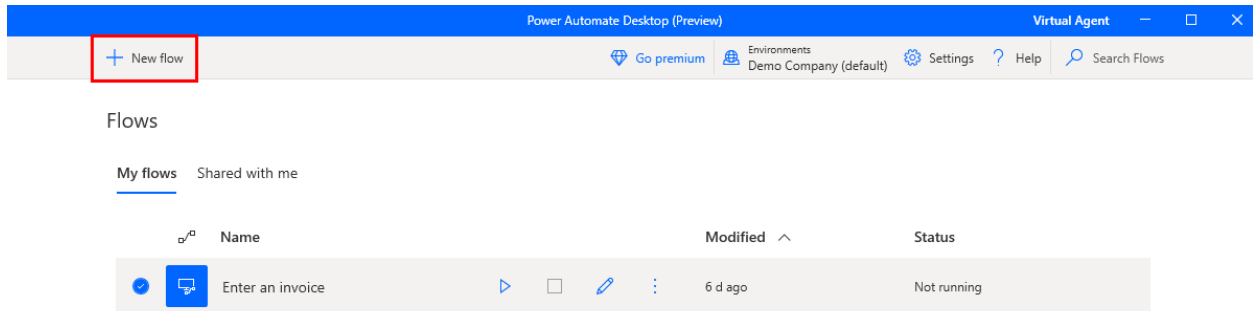 Power Automate Desktop (Preview) Virtual Agent
New flow Go premium Environments Demo Company (default) Settings ? Help Search Flows
Flows
My flows Shared with me
Name Modified Status
Enter an invoice 6 d ago Not running